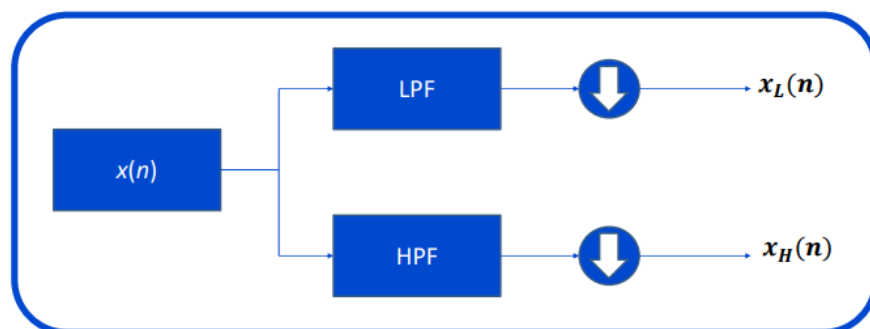 LPF
x_L(n)
x(n)
HPF
x_H(n)